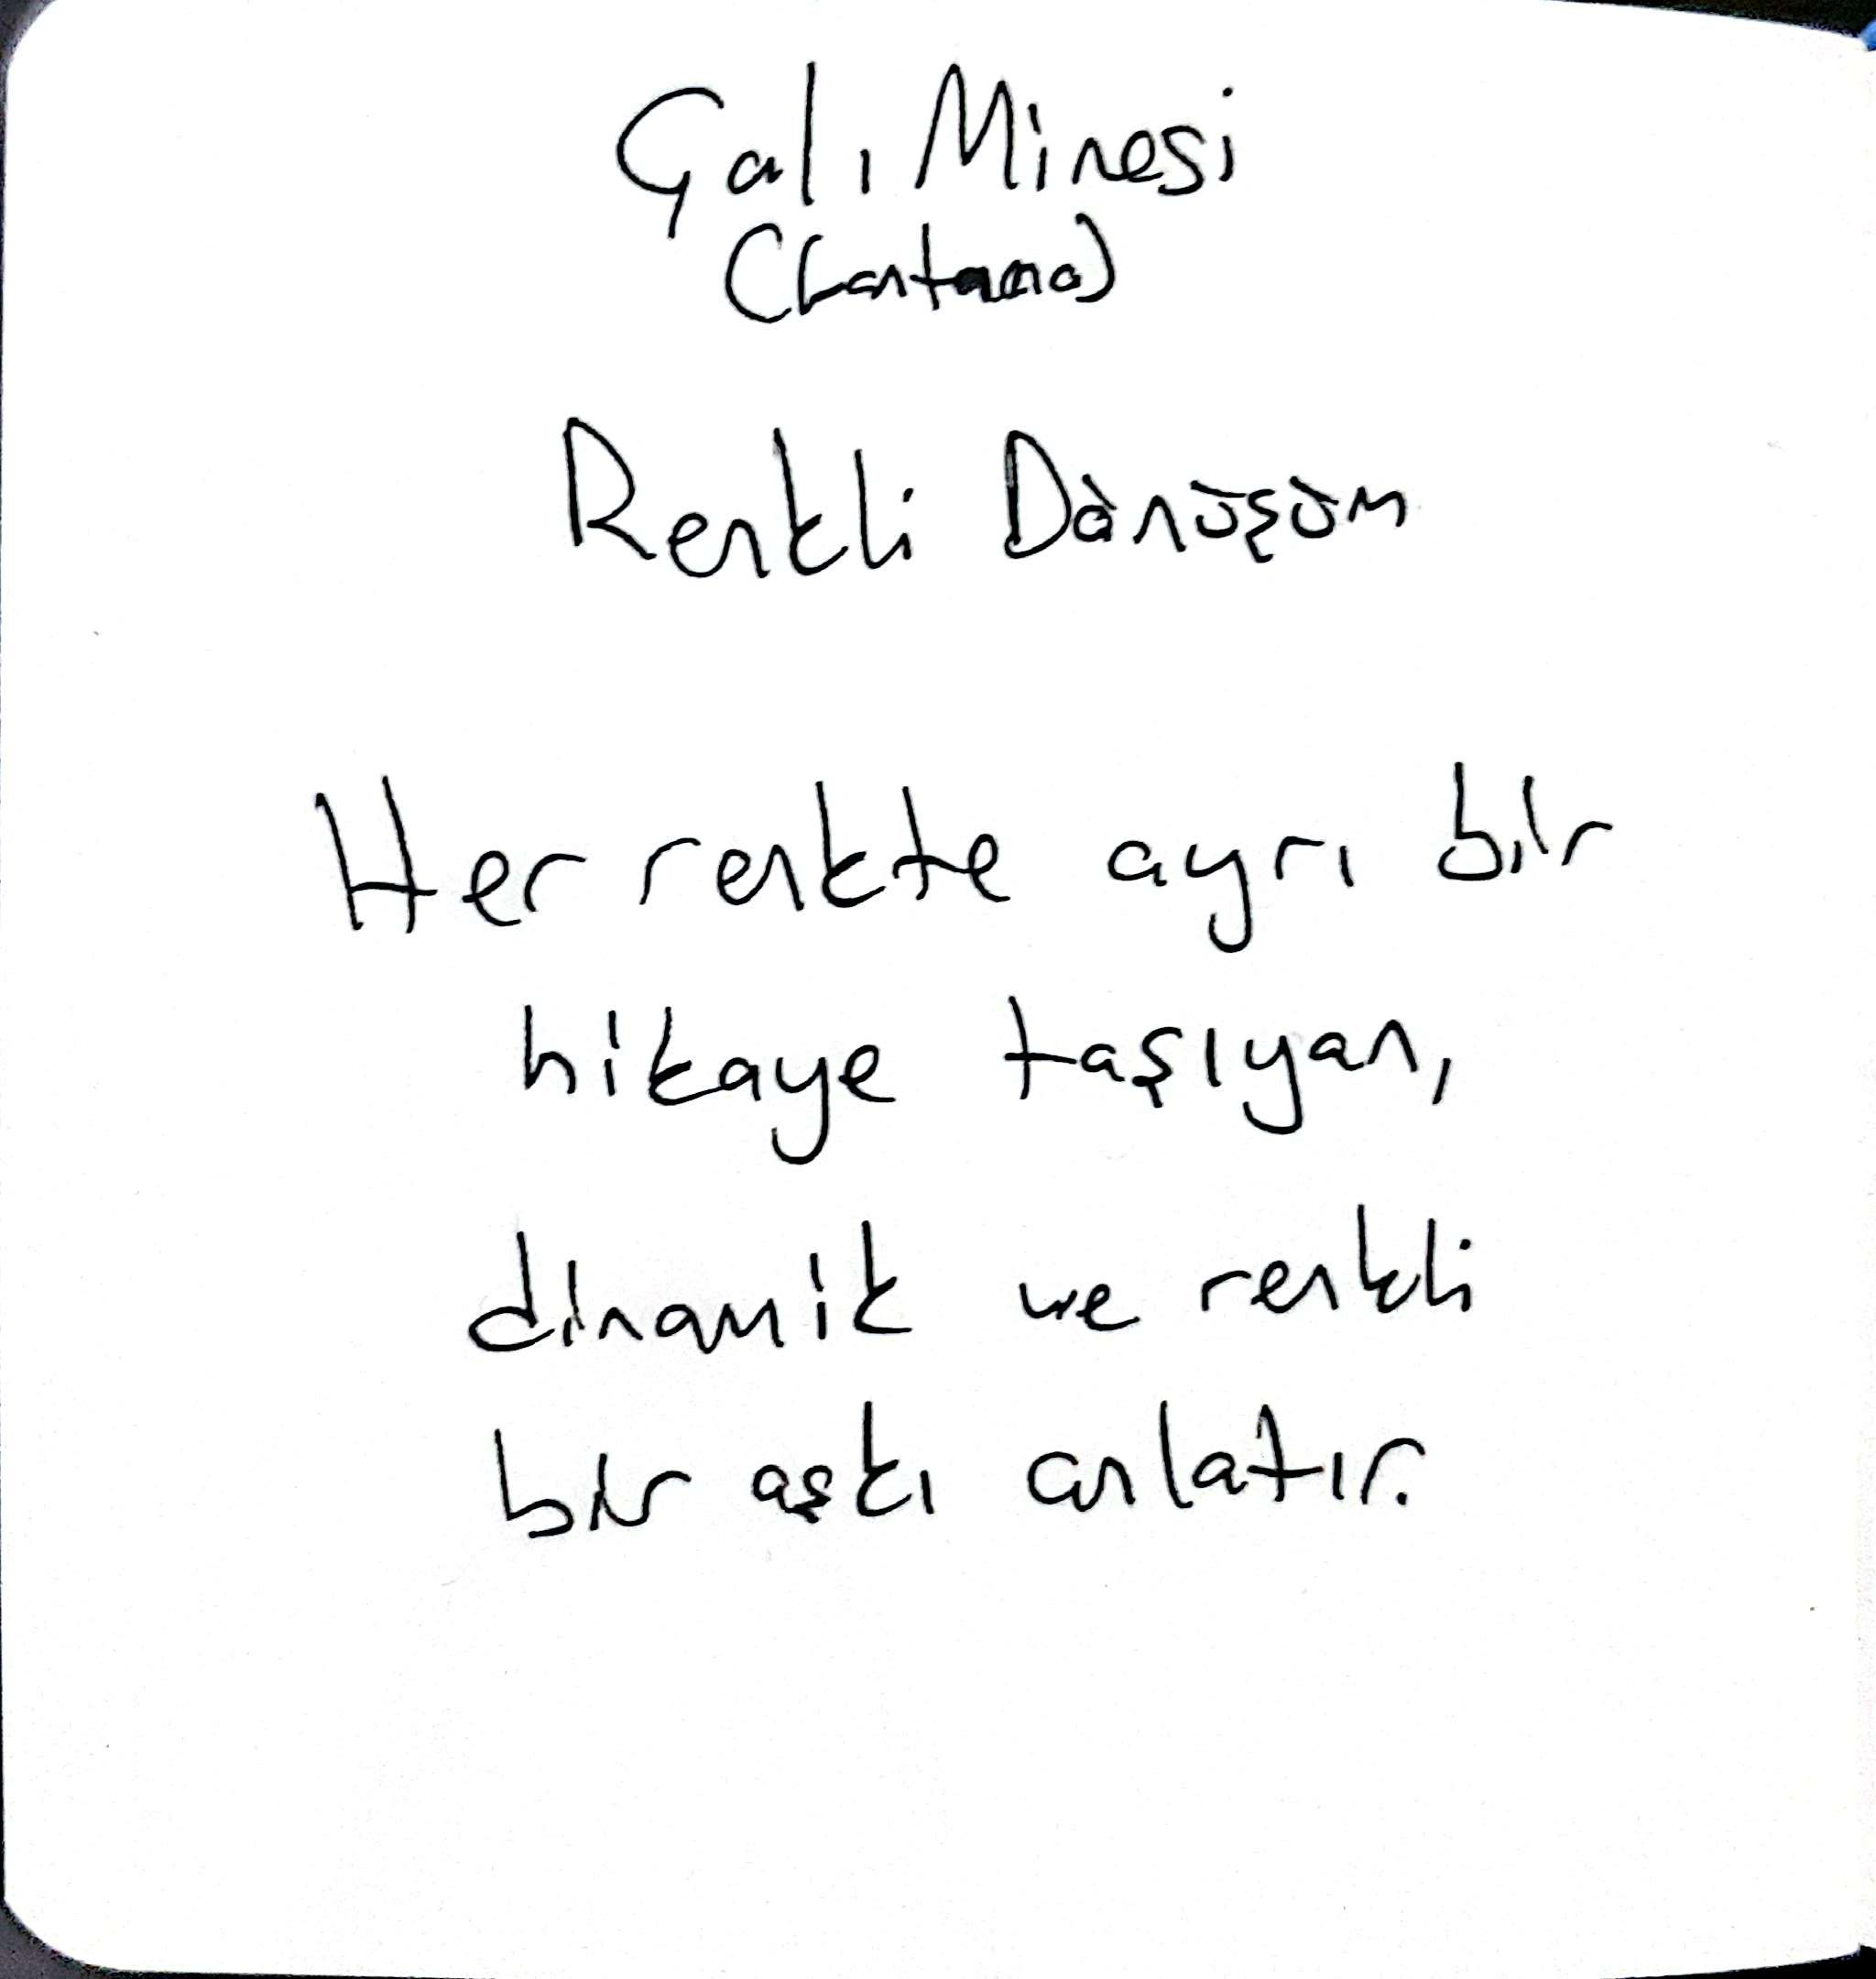 Çalı Minesi
(Lantana)
Renkli Dönüşüm
Her renkte ayrı bir
hikaye taşıyan,
dinamik ve renkli
bir aşkı anlatır.